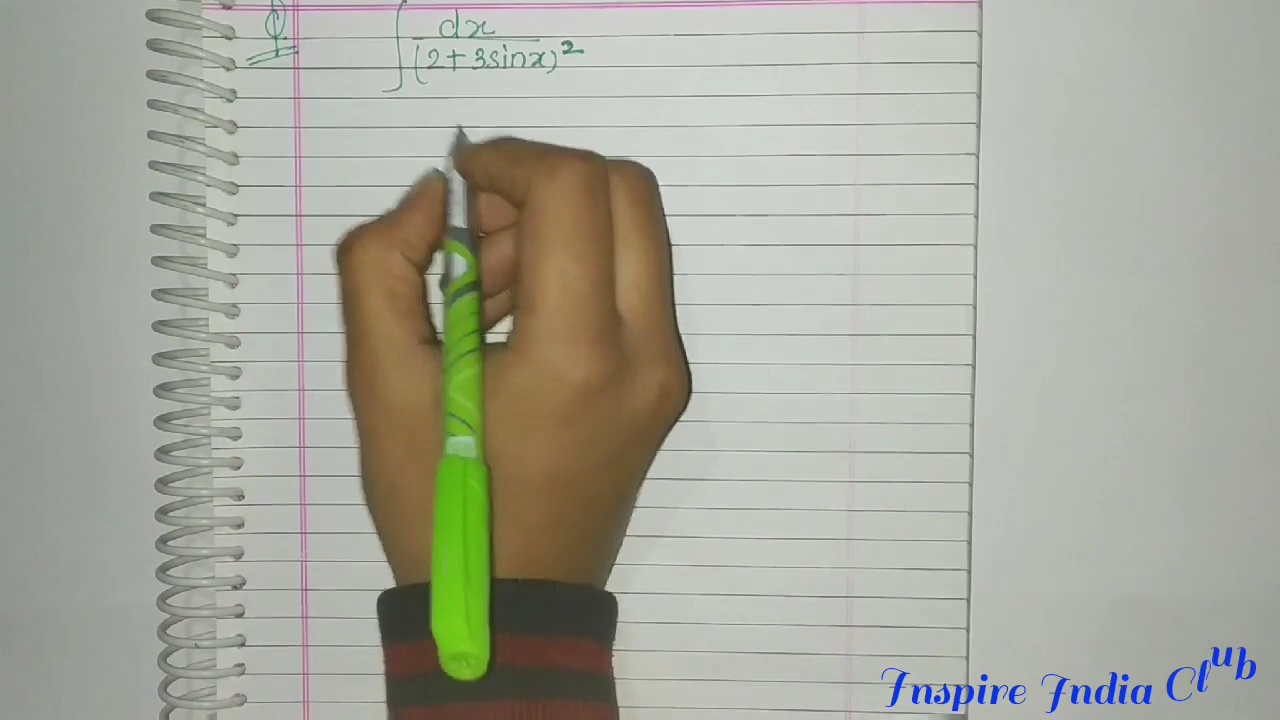 Q
∫ dx / (2+3sinx)²
Inspire India Club